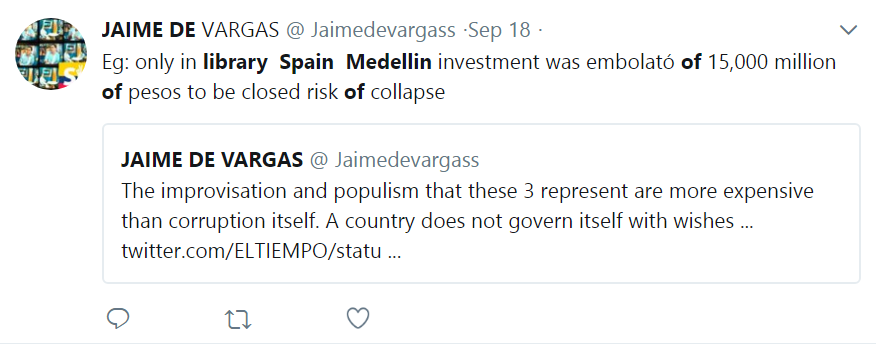 JAIME DE VARGAS @ Jaimedevargass ·Sep 18 ·
Eg: only in library Spain Medellin investment was embolató of 15,000 million
of pesos to be closed risk of collapse
JAIME DE VARGAS @ Jaimedevargass
The improvisation and populism that these 3 represent are more expensive
than corruption itself. A country does not govern itself with wishes ...
twitter.com/ELTIEMPO/statu ...